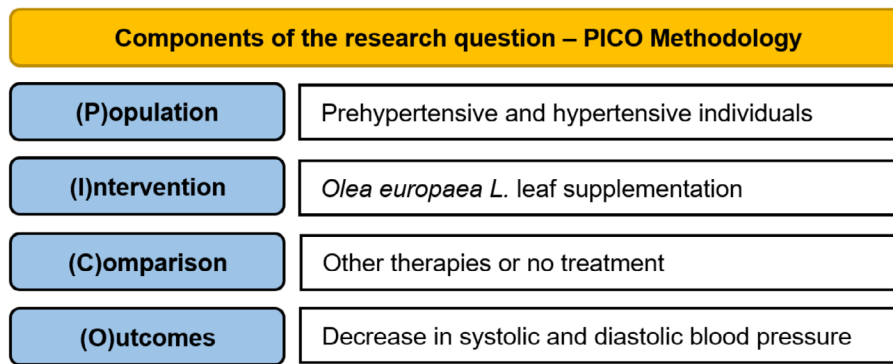 Components of the research question – PICO Methodology
(P)opulation
Prehypertensive and hypertensive individuals
(I)ntervention
Olea europaea L. leaf supplementation
(C)omparison
Other therapies or no treatment
(O)utcomes
Decrease in systolic and diastolic blood pressure